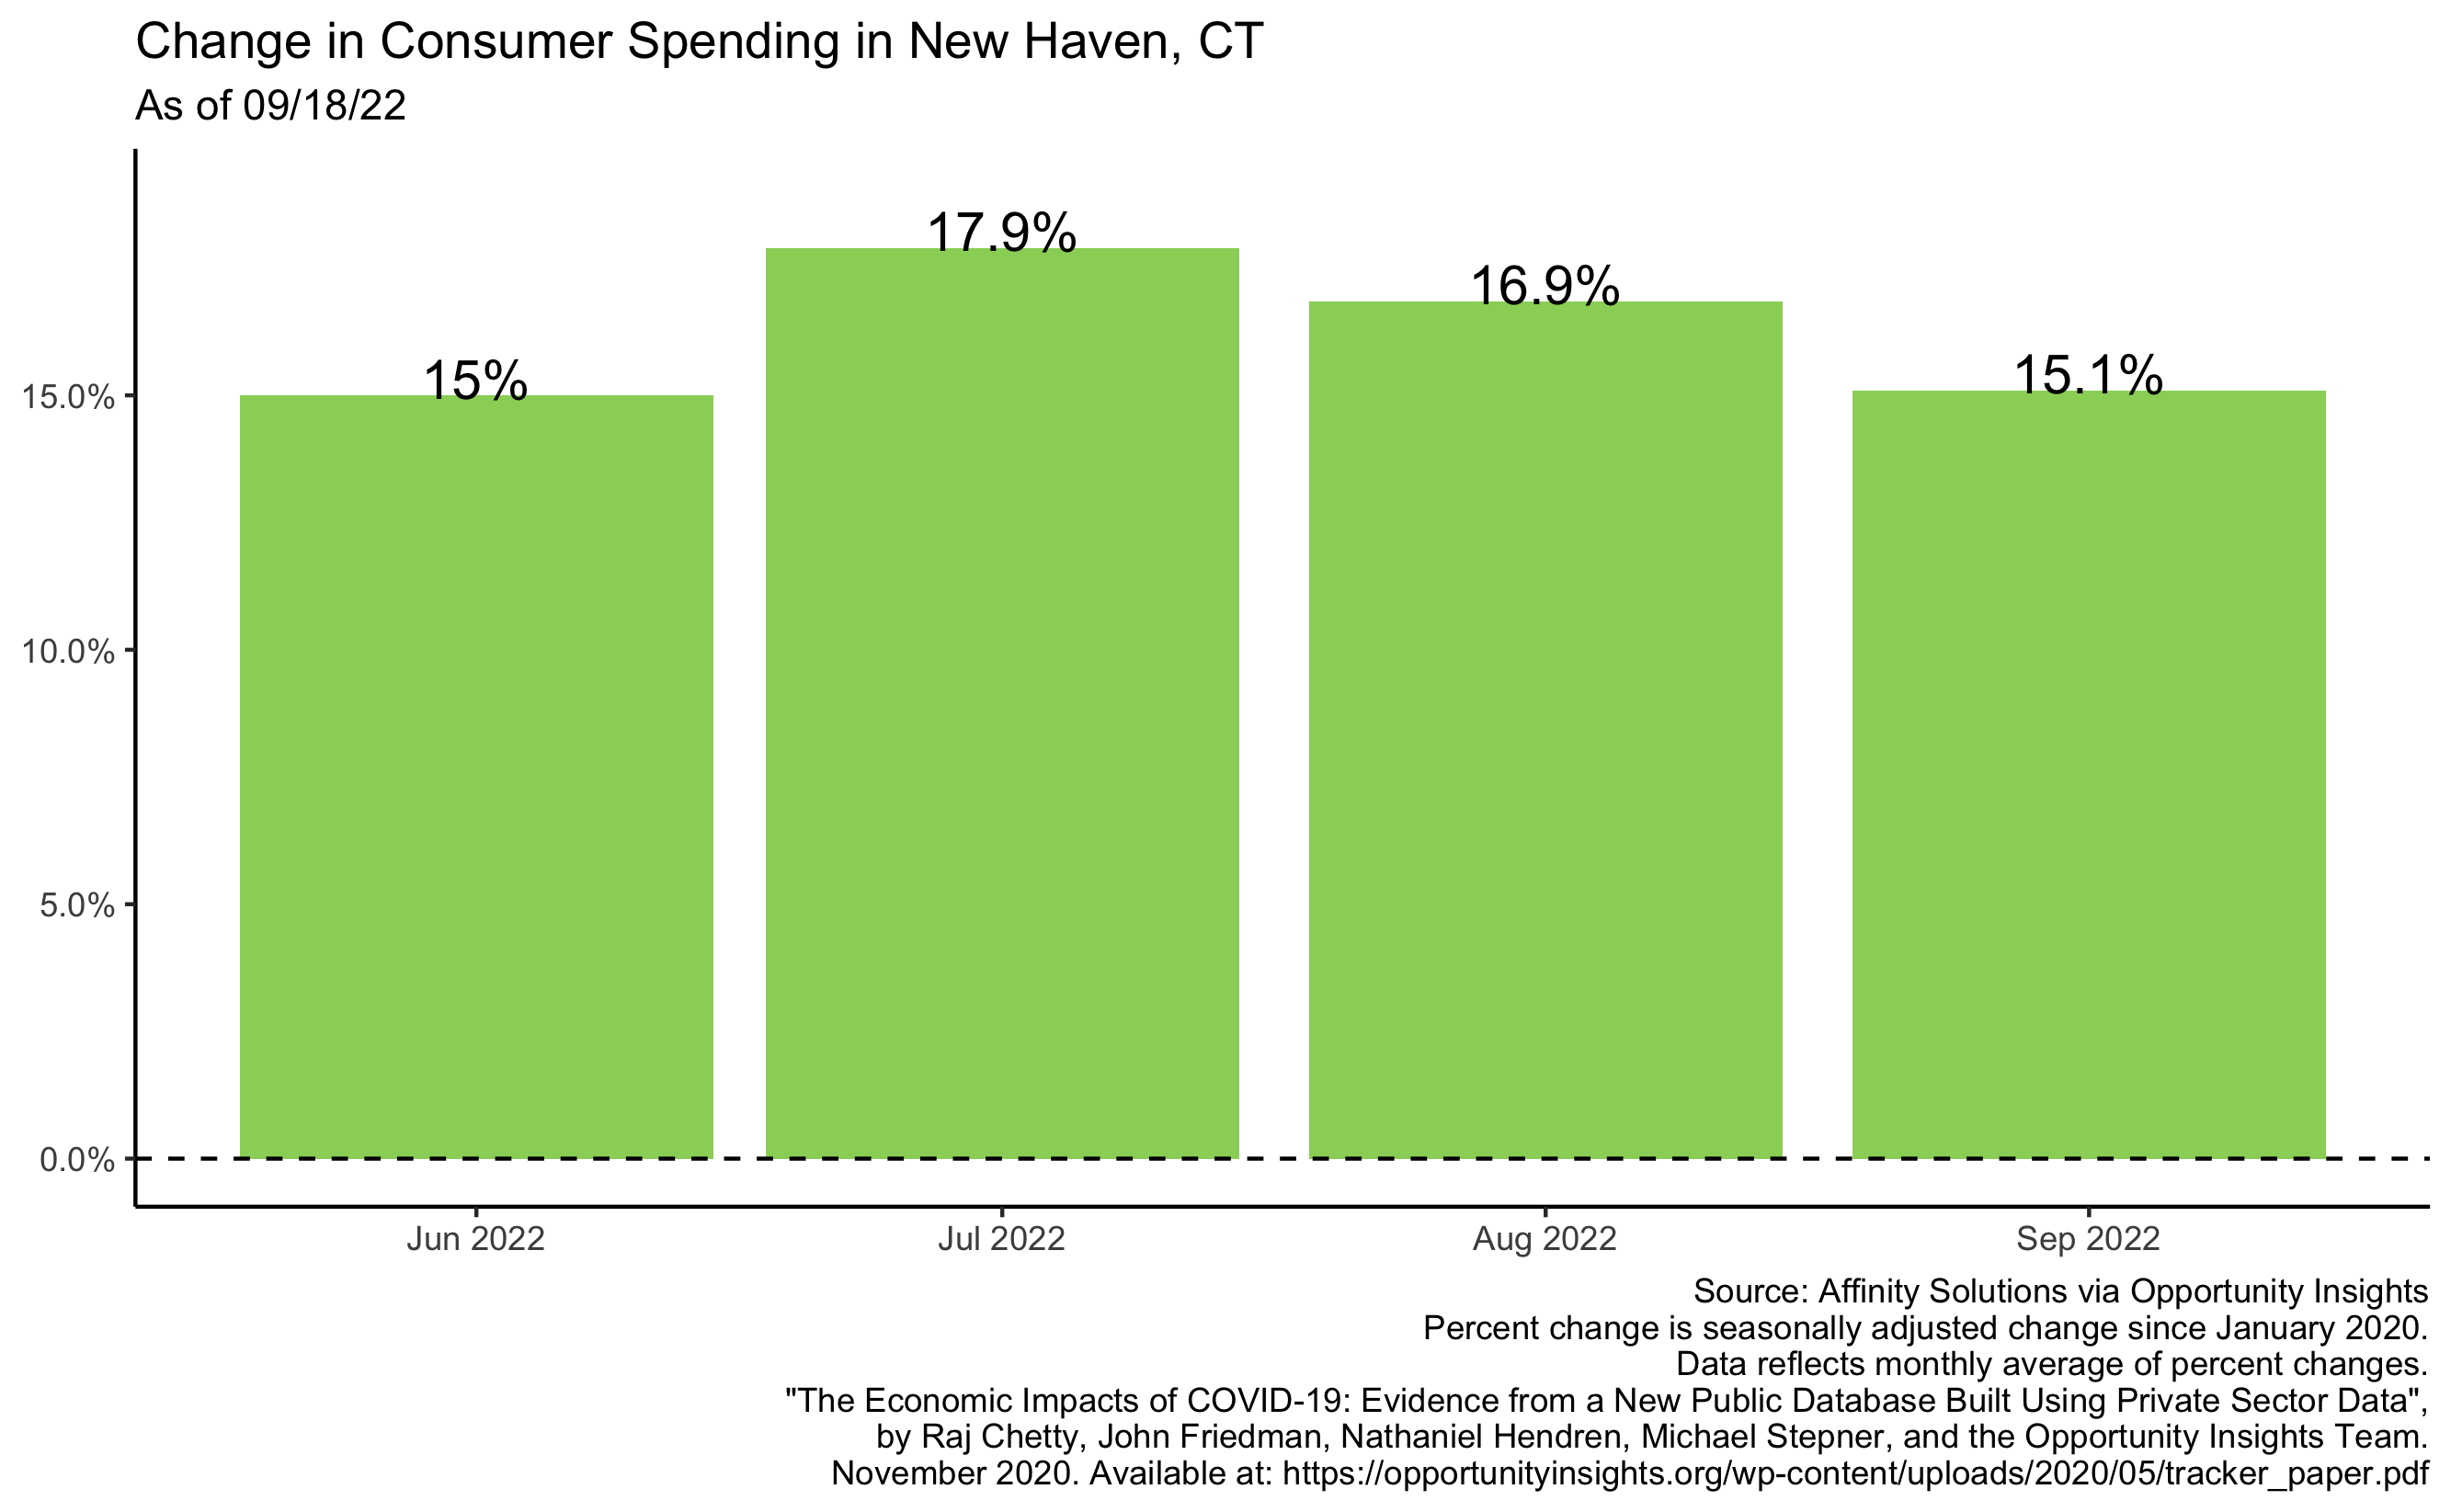 Change in Consumer Spending in New Haven, CT
As of 09/18/22
17.9%
16.9%
15%
15.1%
15.0%
10.0%
5.0%
0.0%
Jun 2022
Jul 2022
Aug 2022
Sep 2022
Source: Affinity Solutions via Opportunity Insights
Percent change is seasonally adjusted change since January 2020.
Data reflects monthly average of percent changes.
"The Economic Impacts of COVID-19: Evidence from a New Public Database Built Using Private Sector Data",
by Raj Chetty, John Friedman, Nathaniel Hendren, Michael Stepner, and the Opportunity Insights Team.
November 2020. Available at: https://opportunityinsights.org/wp-content/uploads/2020/05/tracker_paper.pdf